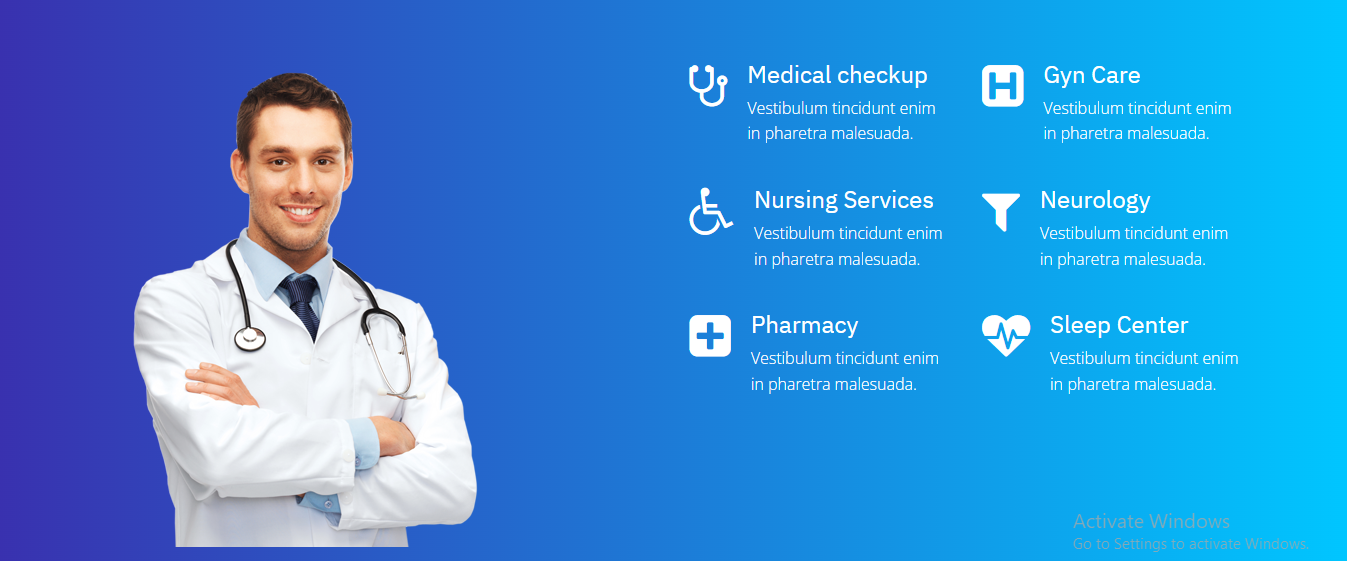 Medical checkup
Vestibulum tincidunt enim
in pharetra malesuada.
Gyn Care
Vestibulum tincidunt enim
in pharetra malesuada.
Nursing Services
Vestibulum tincidunt enim
in pharetra malesuada.
Neurology
Vestibulum tincidunt enim
in pharetra malesuada.
Pharmacy
Vestibulum tincidunt enim
in pharetra malesuada.
Sleep Center
Vestibulum tincidunt enim
in pharetra malesuada.
Activate Windows
Go to Settings to activate Windows.